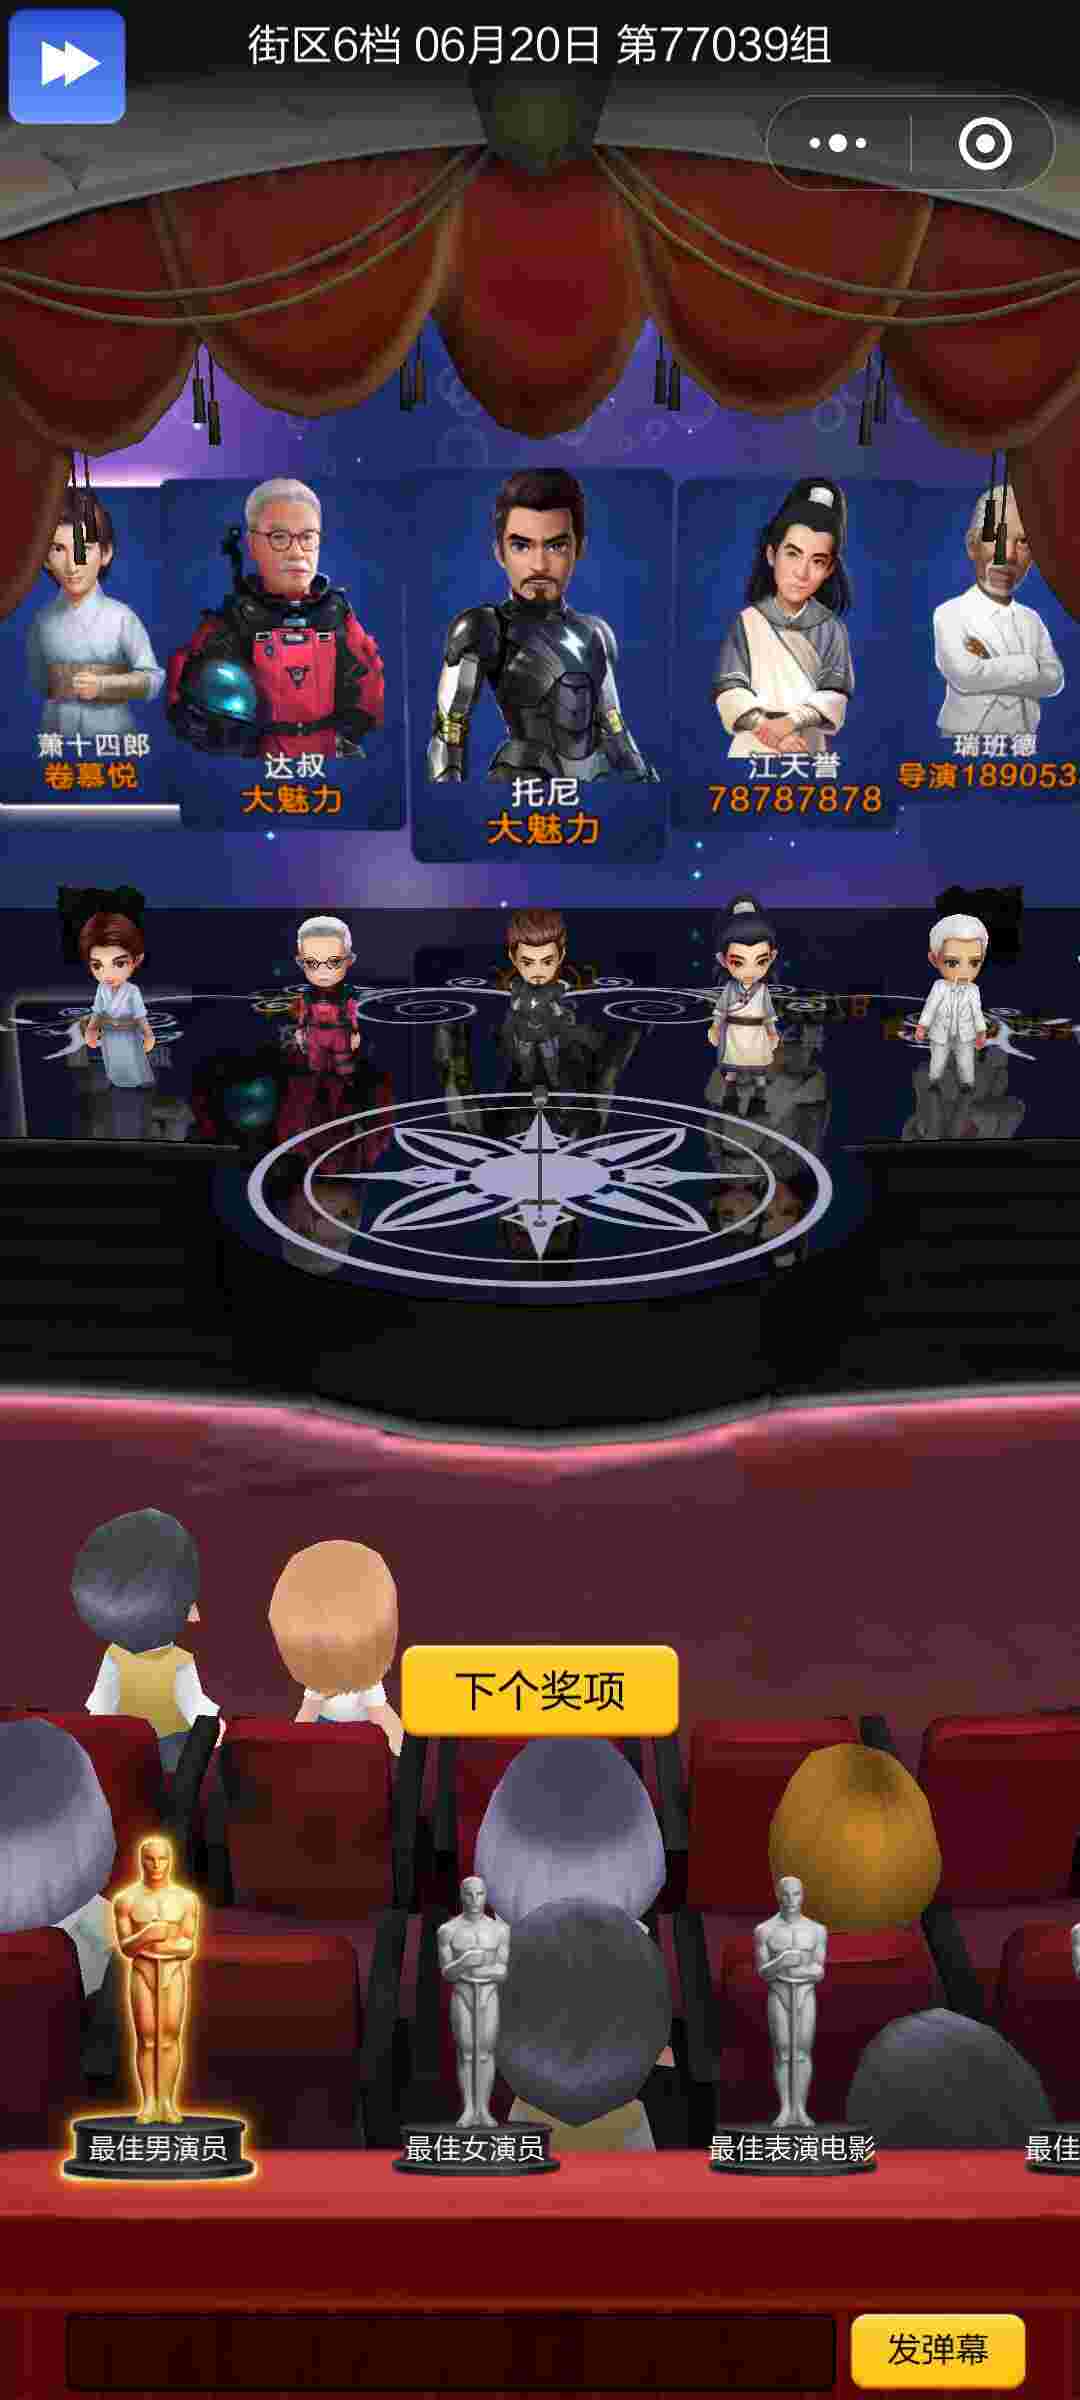 街区6档 06月20日 第77039组
萧十四郎
卷慕悦
达叔
大魅力
托尼
大魅力
江天誉
78787878
瑞班德
导演189053
下个奖项
最佳男演员
最佳女演员
最佳表演电影
最佳
发弹幕